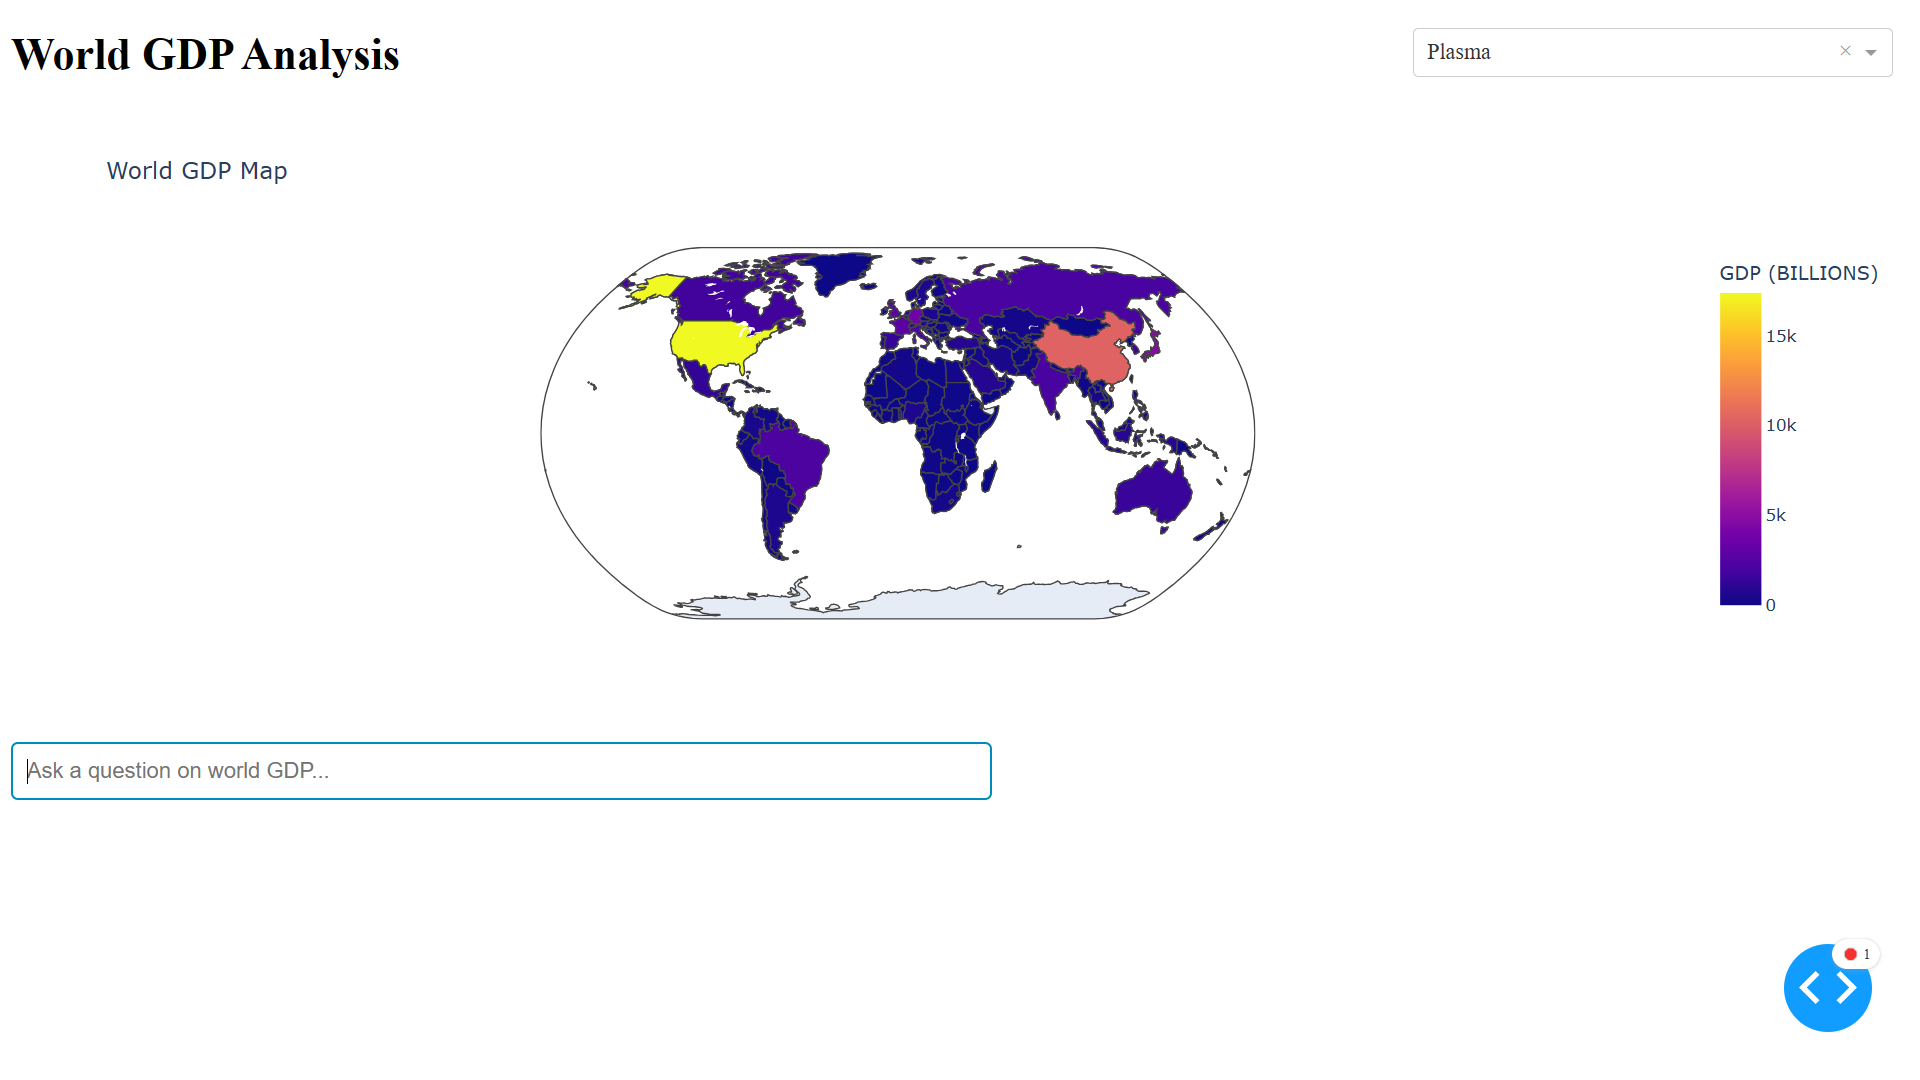 World GDP Analysis
Plasma
World GDP Map
GDP (BILLIONS)
15k
10k
5k
0
Ask a question on world GDP...
1